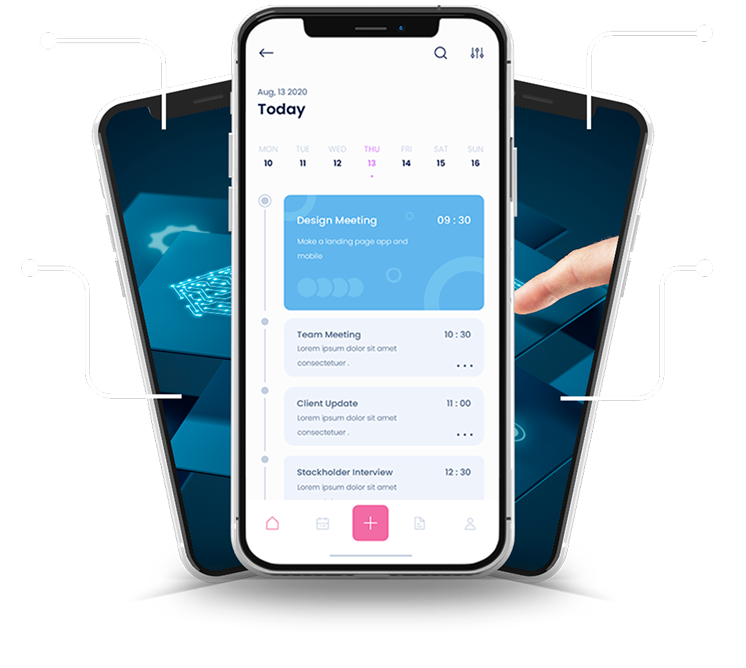 Aug, 13 2020
Today
MON TUE WED THU FRI SAT SUN
10 11 12 13 14 15 16
Design Meeting 09 : 30
Make a landing page app and
mobile
Team Meeting 10 : 30
Lorem ipsum dolor sit amet
consectetuer .
Client Update 11 : 00
Lorem ipsum dolor sit amet
consectetuer .
Stackholder Interview 12 : 30
Lorem ipsum dolor sit amet